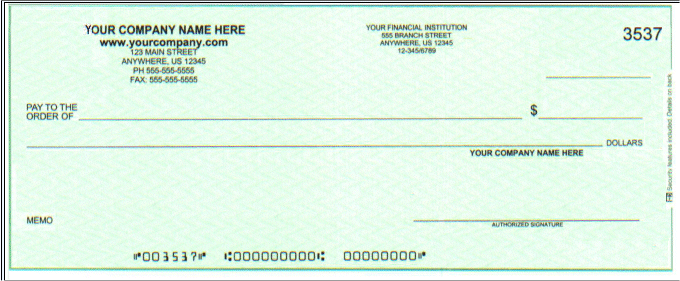 YOUR COMPANY NAME HERE
www.yourcompany.com
123 MAIN STREET
ANYWHERE, US 12345
PH 555-555-5555
FAX: 555-555-5555
YOUR FINANCIAL INSTITUTION
555 BRANCH STREET
ANYWHERE, US 12345
12-345/6789
3537
PAY TO THE
ORDER OF
$
DOLLARS
YOUR COMPANY NAME HERE
MEMO
AUTHORIZED SIGNATURE
Security features included. Details on back.
⑈003537⑈ ⑆000000000⑆ 00000000⑈